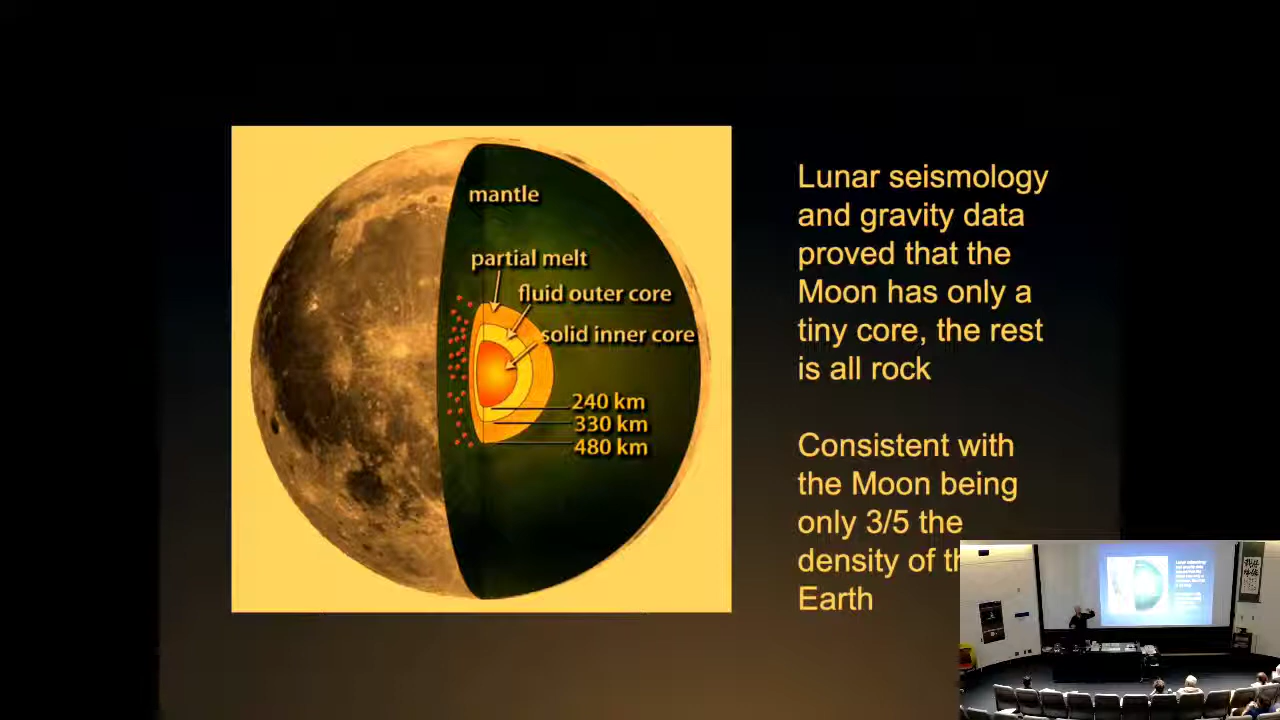 mantle
partial melt
fluid outer core
solid inner core
240 km
330 km
480 km
Lunar seismology
and gravity data
proved that the
Moon has only a
tiny core, the rest
is all rock
Consistent with
the Moon being
only 3/5 the
density of
Earth